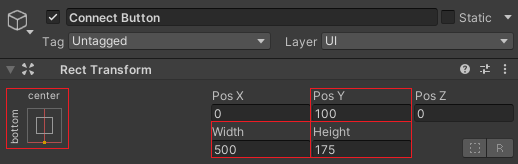 Connect Button
Static
Tag Untagged Layer UI
Rect Transform
center
bottom
Pos X Pos Y Pos Z
0 100 0
Width Height
500 175
R